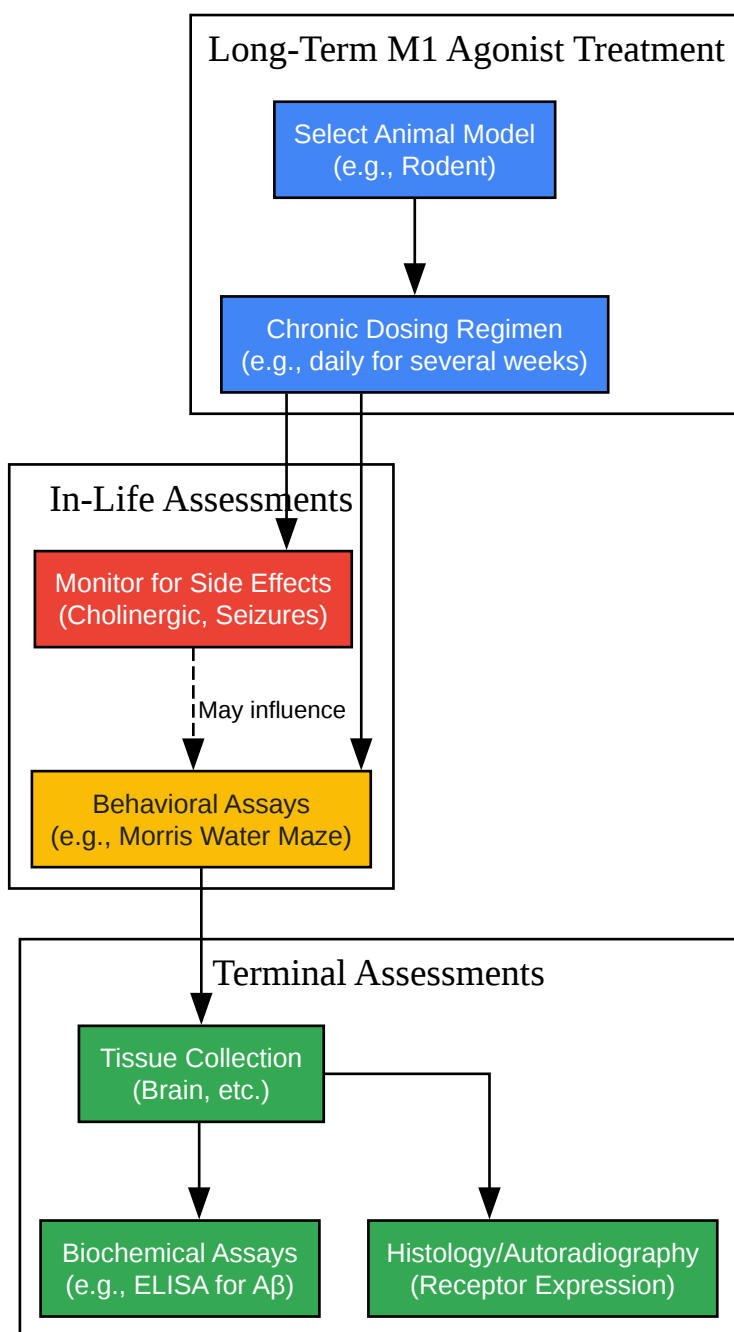 Long-Term M1 Agonist Treatment
Select Animal Model
(e.g., Rodent)
Chronic Dosing Regimen
(e.g., daily for several weeks)
In-Life Assessments
Monitor for Side Effects
(Cholinergic, Seizures)
May influence
Behavioral Assays
(e.g., Morris Water Maze)
Terminal Assessments
Tissue Collection
(Brain, etc.)
Biochemical Assays
(e.g., ELISA for Aβ)
Histology/Autoradiography
(Receptor Expression)